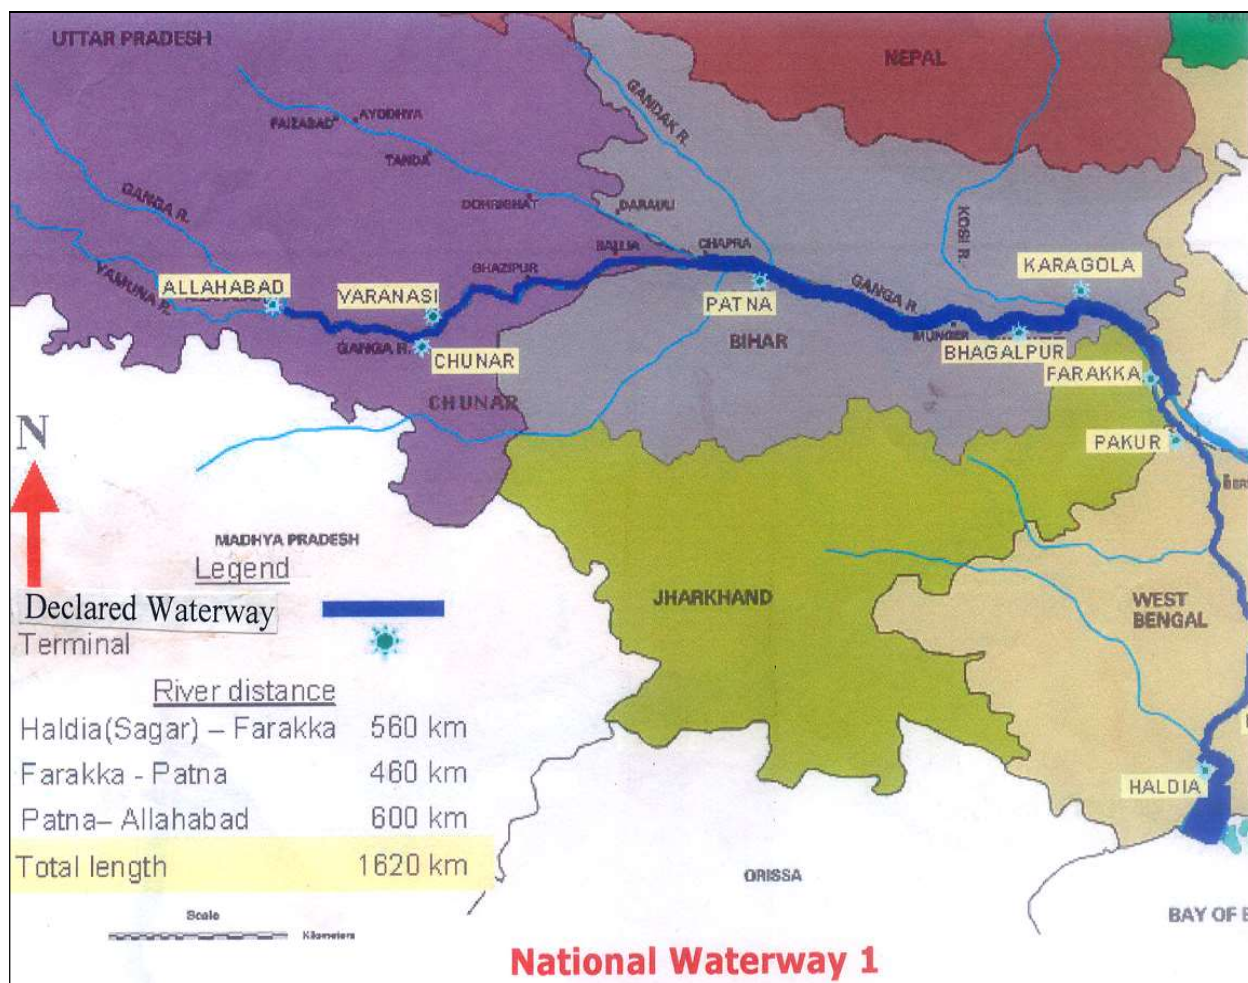 UTTAR PRADESH
NEPAL
GANDAK R.
FAIZABAD
AYODHYA
TANDA
DOHRIGHAT
DARAULI
GANGA R.
YAMUNA R.
KOSI R.
BALLIA
CHAPRA
GHAZIPUR
ALLAHABAD
VARANASI
PATNA
GANGA R.
KARAGOLA
GANGA R.
CHUNAR
CHUNAR
BIHAR
MUNGER
BHAGALPUR
FARAKKA
PAKUR
N
MADHYA PRADESH
JHARKHAND
WEST
BENGAL
HALDIA
ORISSA
BAY OF
Legend
Declared Waterway
Terminal
River distance
Haldia(Sagar) – Farakka 560 km
Farakka - Patna 460 km
Patna– Allahabad 600 km
Total length 1620 km
Scale
Kilometers
National Waterway 1